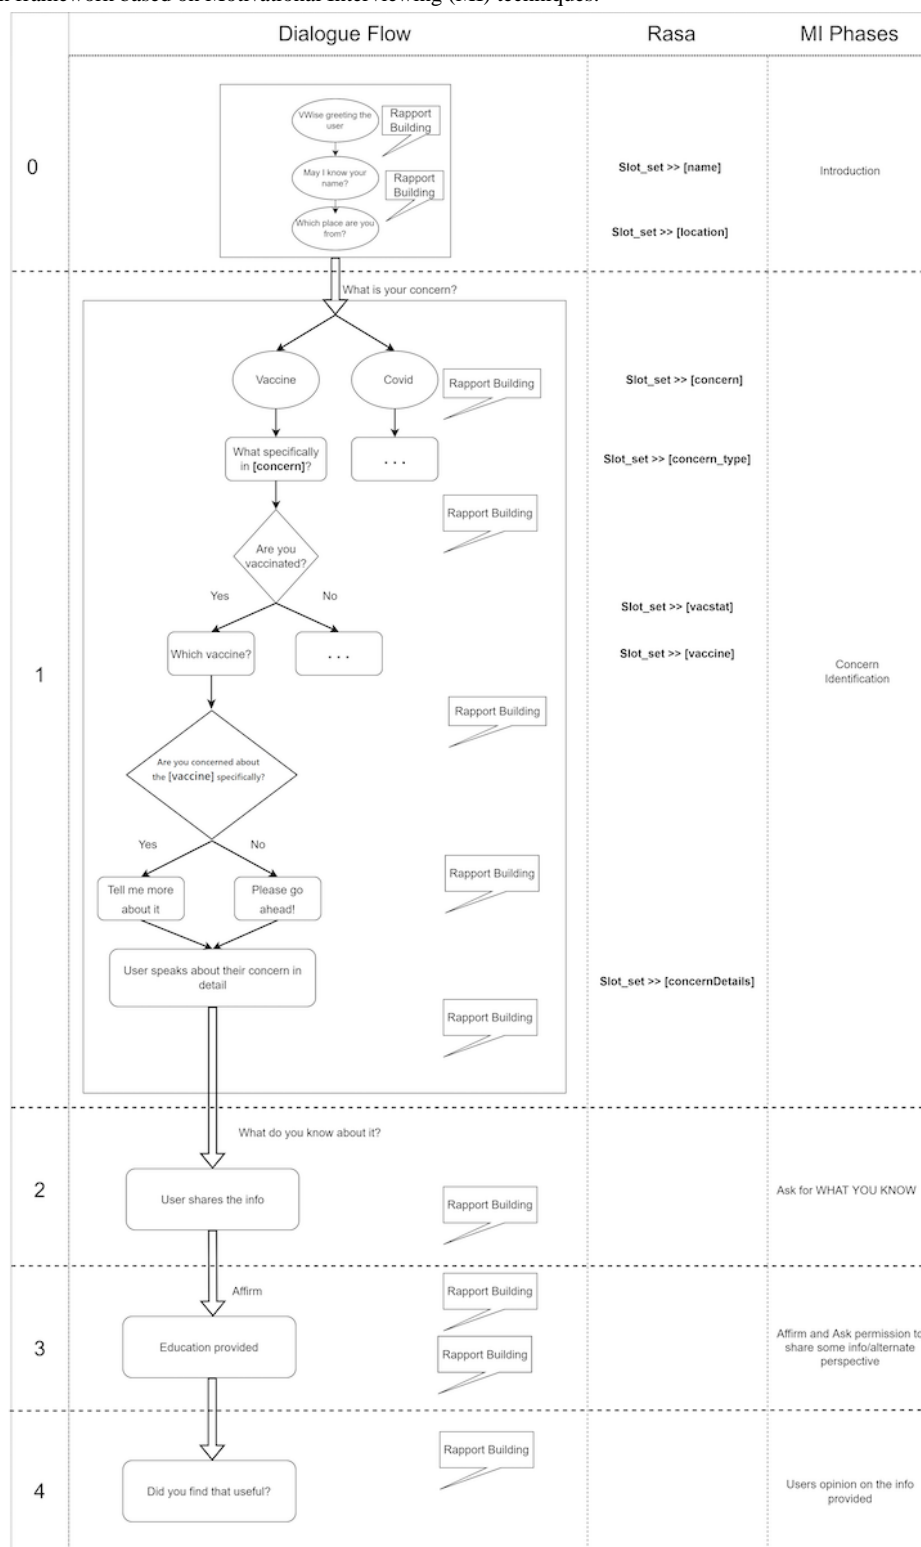 framework based on Motivational Interviewing (MI) techniques.
Dialogue Flow
Rasa
MI Phases
0
VWise greeting the
user
Rapport
Building
May I know your
name?
Rapport
Building
Which place are you
from?
Slot_set >> [name]
Slot_set >> [location]
Introduction
What is your concern?
1
Vaccine
Covid
Rapport Building
Slot_set >> [concern]
What specifically
in [concern]?
. . .
Slot_set >> [concern_type]
Rapport Building
Are you
vaccinated?
Yes
No
Slot_set >> [vacstat]
Which vaccine?
. . .
Slot_set >> [vaccine]
Concern
Identification
Rapport Building
Are you concerned about
the [vaccine] specifically?
Yes
No
Rapport Building
Tell me more
about it
Please go
ahead!
User speaks about their concern in
detail
Slot_set >> [concernDetails]
Rapport Building
What do you know about it?
2
User shares the info
Rapport Building
Ask for WHAT YOU KNOW
Affirm
Rapport Building
3
Education provided
Rapport Building
Affirm and Ask permission to
share some info/alternate
perspective
Rapport Building
4
Did you find that useful?
Users opinion on the info
provided